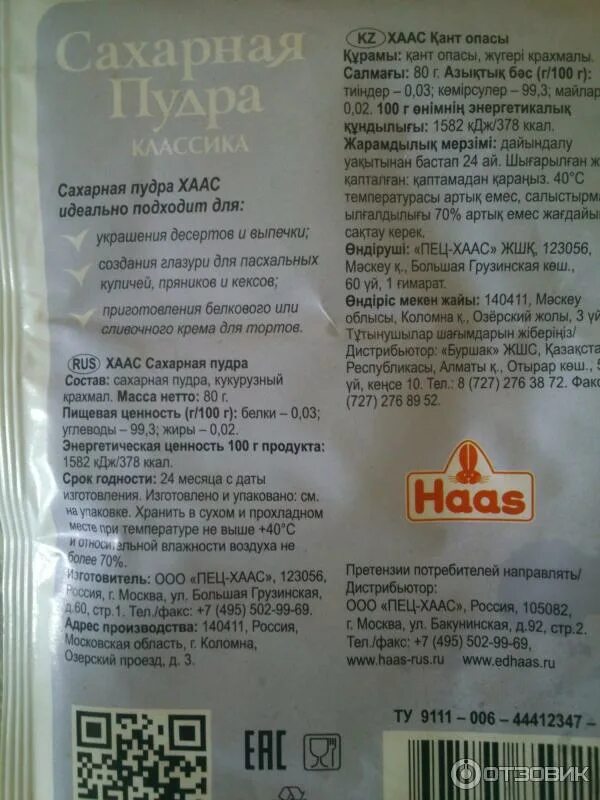 Сахарная
Пудра
КЛАССИКА
Сахарная пудра ХААС
идеально подходит для:
украшения десертов и выпечки;
создания глазури для пасхальных
куличей, пряников и кексов;
приготовления белкового или
сливочного крема для тортов.
RUS ХААС Сахарная пудра
Состав: сахарная пудра, кукурузный
крахмал. Масса нетто: 80 г.
Пищевая ценность (г/100 г): белки – 0,03;
углеводы – 99,3; жиры – 0,02.
Энергетическая ценность 100 г продукта:
1582 кДж/378 ккал.
Срок годности: 24 месяца с даты
изготовления. Изготовлено и упаковано: см.
на упаковке. Хранить в сухом и прохладном
месте при температуре не выше +40°С
и относительной влажности воздуха не
более 70%.
Изготовитель: ООО «ПЕЦ-ХААС», 123056,
Россия, г. Москва, ул. Большая Грузинская,
д.60, стр.1. Тел./факс: +7 (495) 502-99-69.
Адрес производства: 140411, Россия,
Московская область, г. Коломна,
Озерский проезд, д. 3.
KZ ХААС Қант опасы
Құрамы: қант опасы, жүгері крахмалы.
Салмағы: 80 г. Азықтық бәс (г/100 г):
тиіндер – 0,03; көмірсулер – 99,3; майлар
0,02. 100 г өнімнің энергетикалық
құндылығы: 1582 кДж/378 ккал.
Жарамдылық мерзімі: дайындалу
уақытынан бастап 24 ай. Шығарылған ж
қапталған: қаптамадан қараңыз. 40°С
температурасы артық емес, салыстырм
ылғалдылығы 70% артық емес жағдайы
сақтау керек.
Өндіруші: «ПЕЦ-ХААС» ЖШҚ, 123056,
Мәскеу қ., Большая Грузинская көш.,
60 үй, 1 ғимарат.
Өндіріс мекен жайы: 140411, Мәскеу
облысы, Коломна қ., Озёрский жолы, 3 үй
Тұтынушылар шағымдарын жіберіңіз/
Дистрибьютор: «Буршак» ЖШС, Қазақста
Республикасы, Алматы қ., Отырар көш., 5
үй, кеңсе 10. Тел.: 8 (727) 276 38 72. Фак
(727) 276 89 52.
Haas
Претензии потребителей направлять/
Дистрибьютор:
ООО «ПЕЦ-ХААС», Россия, 105082,
г. Москва, ул. Бакунинская, д.92, стр.2.
Тел./факс: +7 (495) 502-99-69,
www.haas-rus.ru, www.edhaas.ru
ТУ 9111 – 006 – 44412347 –
EAC
ОТЗОВИК